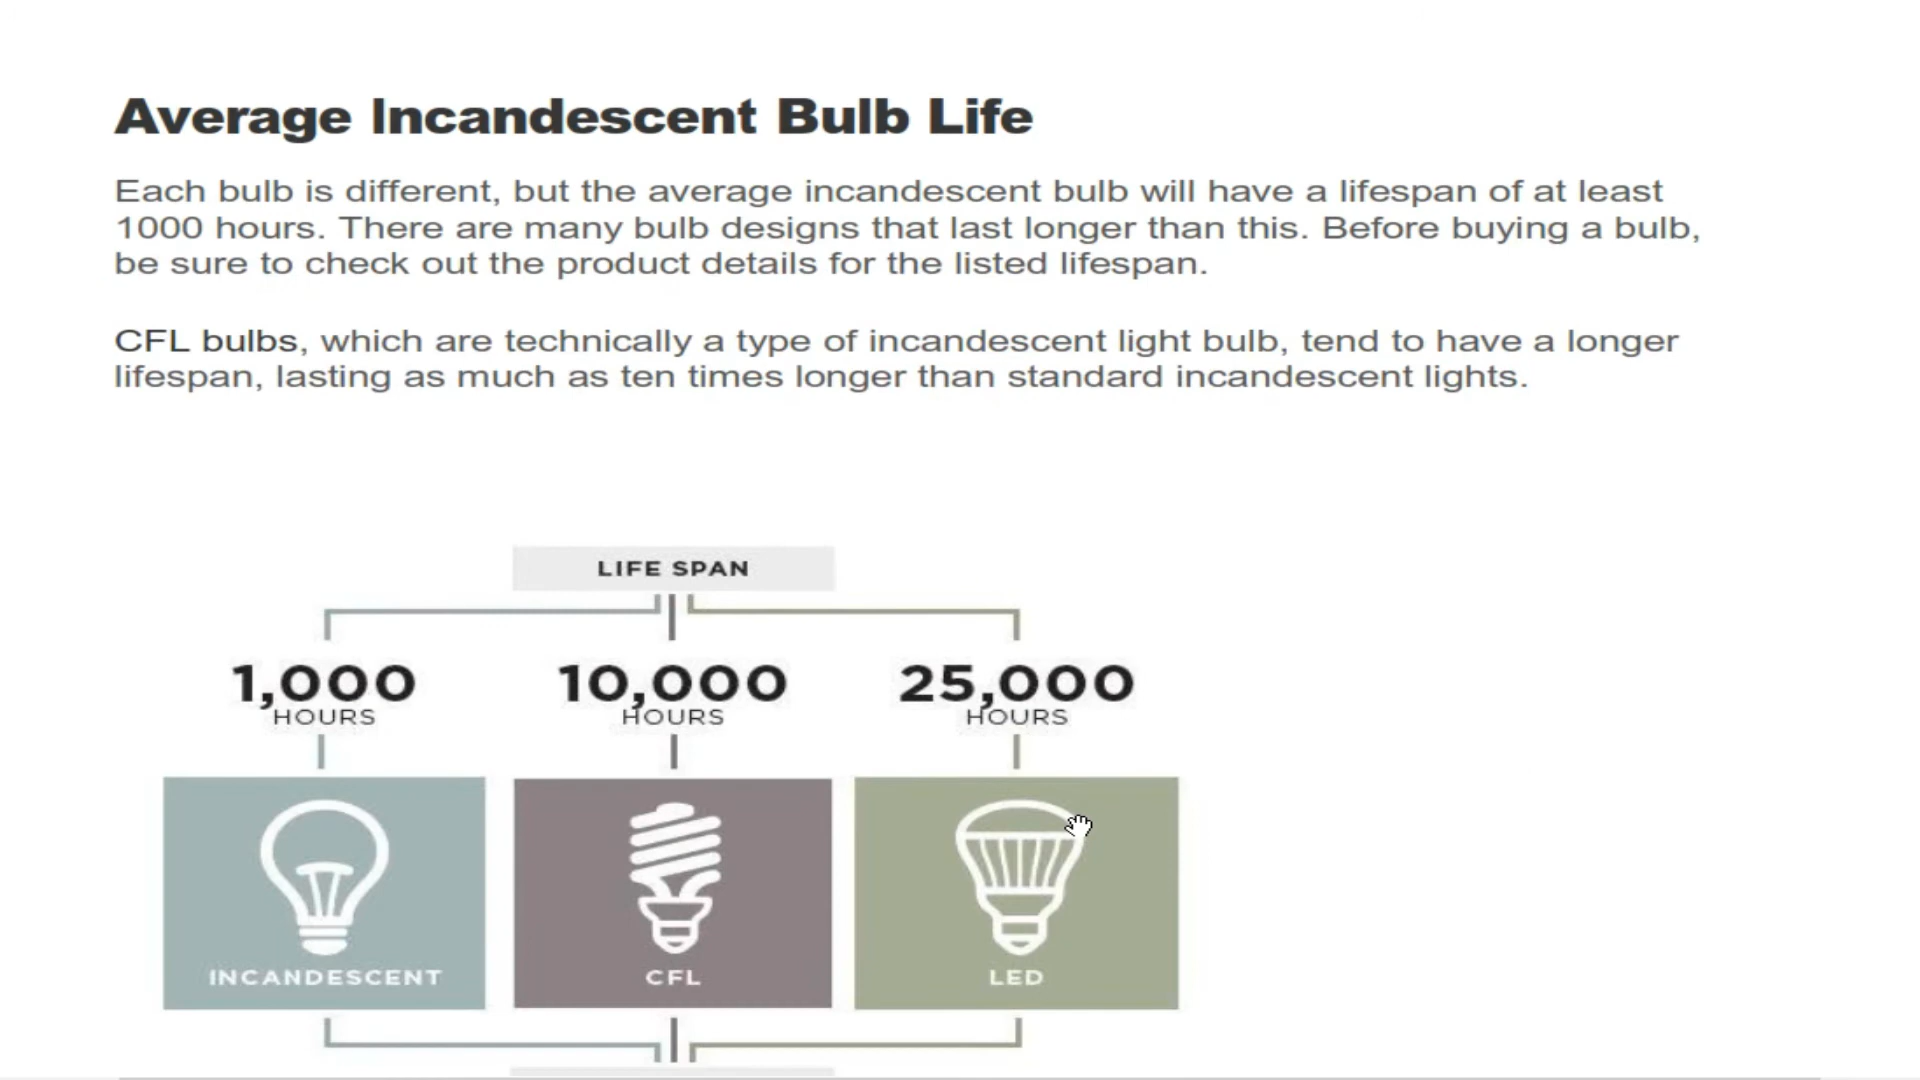 Average Incandescent Bulb Life
Each bulb is different, but the average incandescent bulb will have a lifespan of at least
1000 hours. There are many bulb designs that last longer than this. Before buying a bulb,
be sure to check out the product details for the listed lifespan.
CFL bulbs, which are technically a type of incandescent light bulb, tend to have a longer
lifespan, lasting as much as ten times longer than standard incandescent lights.
LIFE SPAN
1,000 10,000 25,000
HOURS HOURS HOURS
INCANDESCENT CFL LED